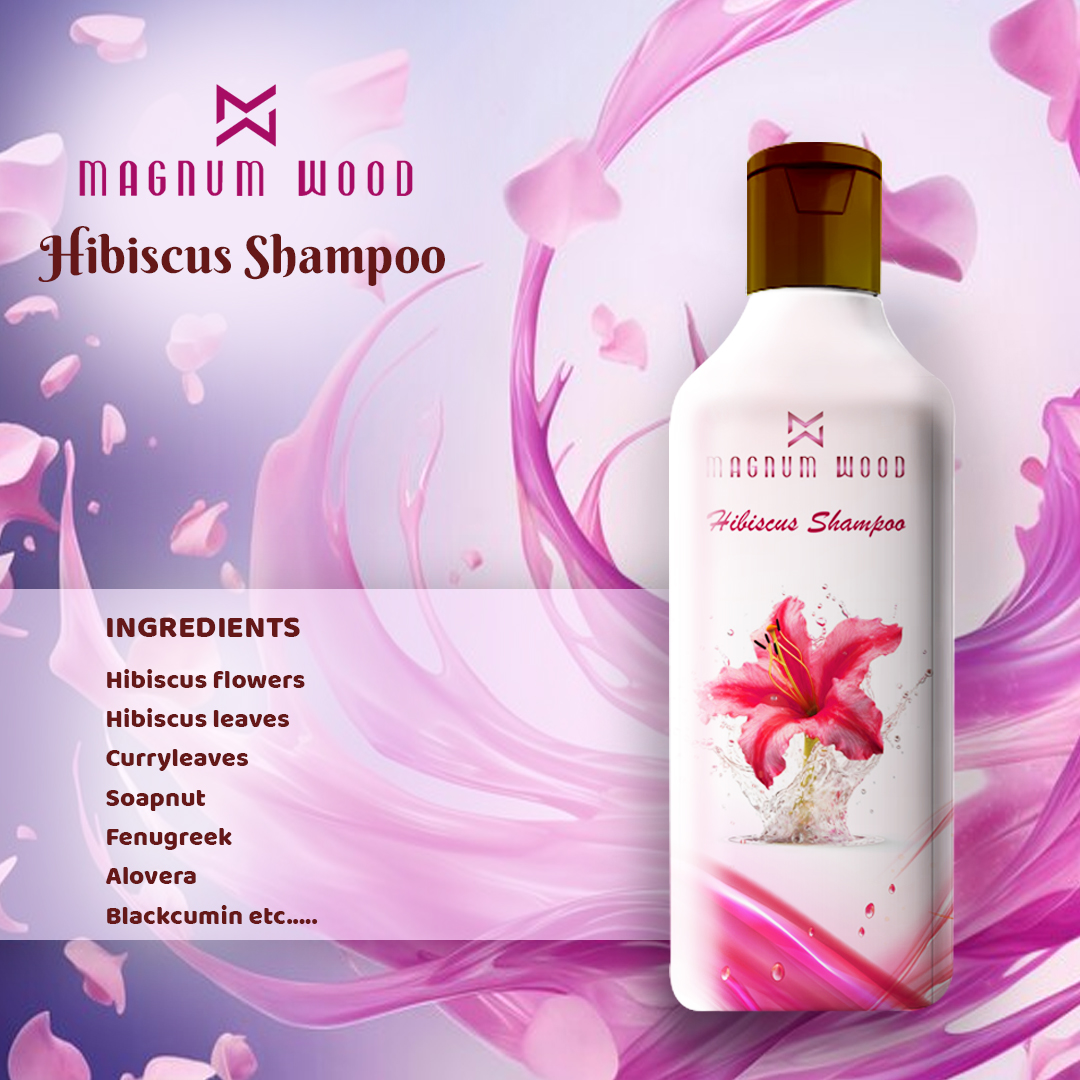 MAGNUM WOOD
Hibiscus Shampoo
MAGNUM WOOD
Hibiscus Shampoo
INGREDIENTS
Hibiscus flowers
Hibiscus leaves
Curryleaves
Soapnut
Fenugreek
Alovera
Blackcumin etc.....